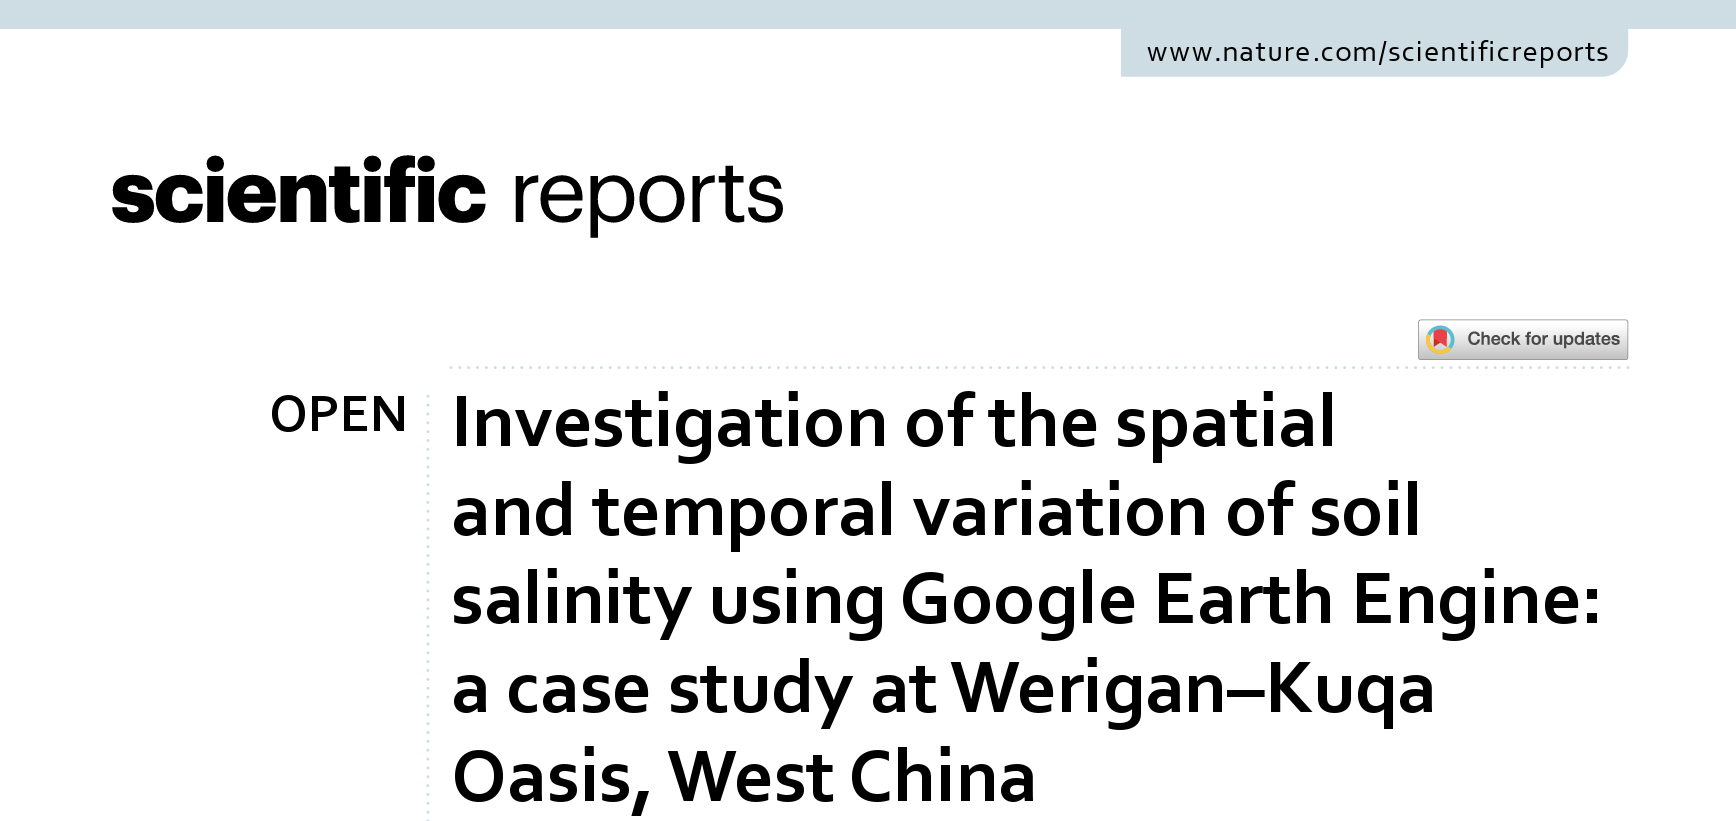 www.nature.com/scientificreports
scientific reports
Check for updates
OPEN
Investigation of the spatial
and temporal variation of soil
salinity using Google Earth Engine:
a case study at Werigan–Kuqa
Oasis, West China